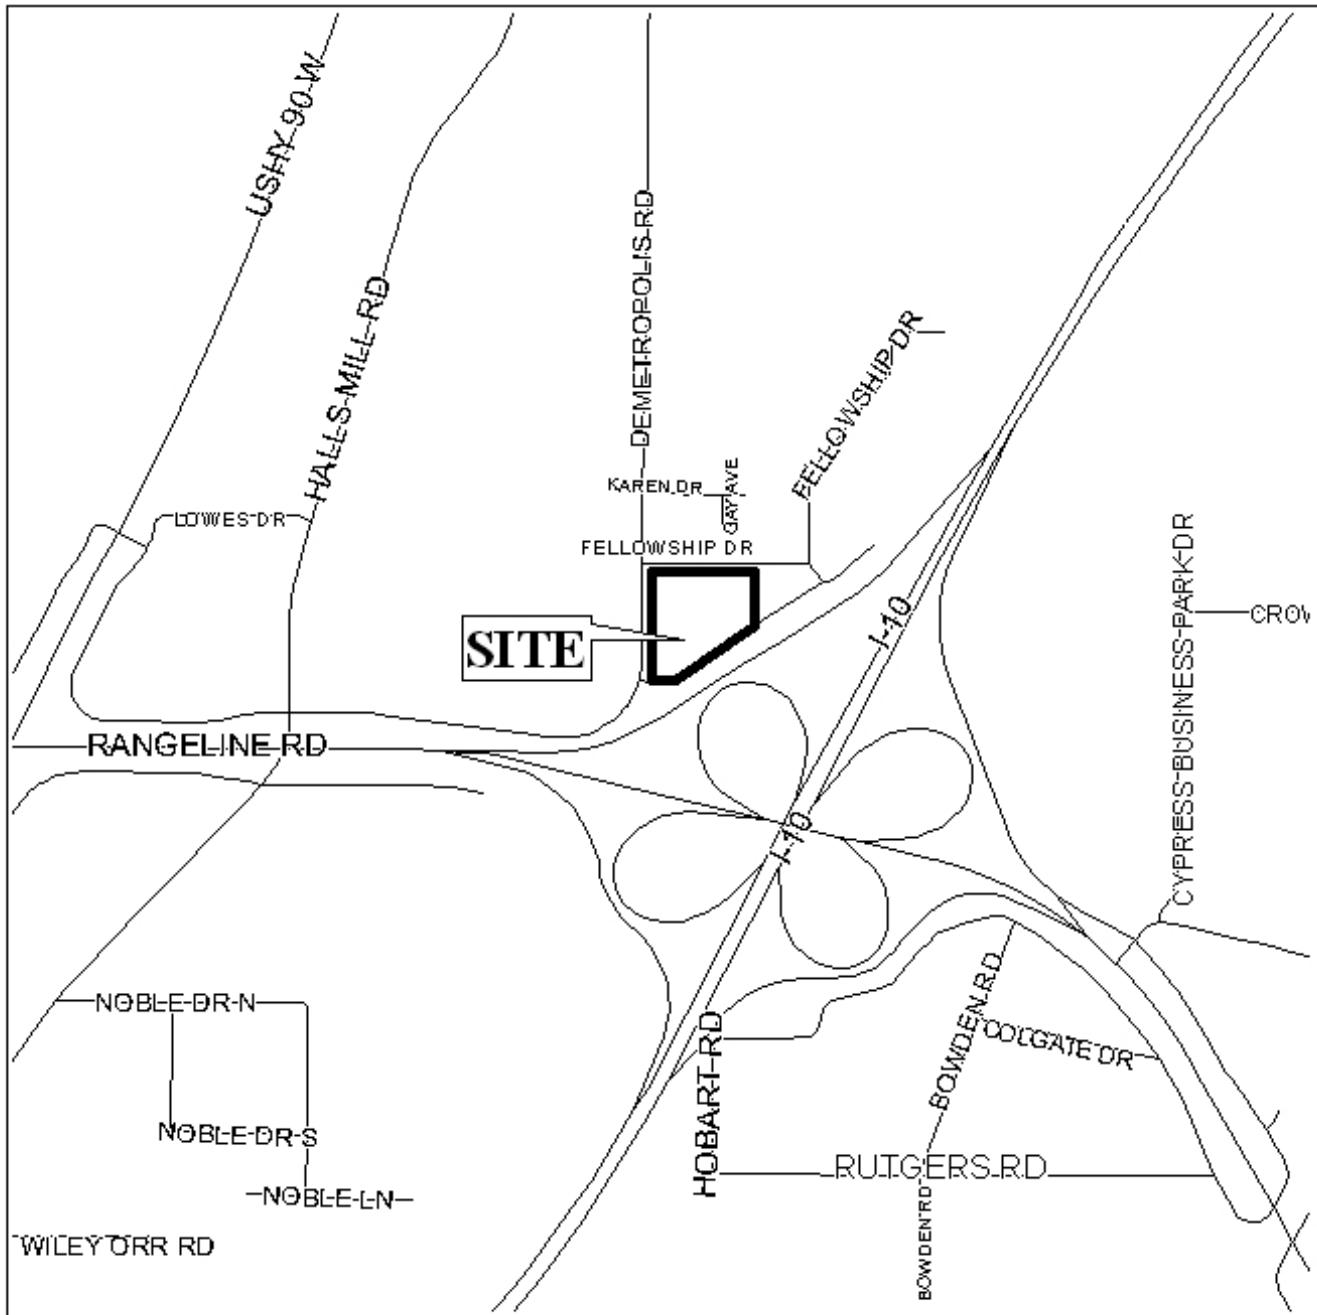 USHY 90 W
HALLS MILL RD
DEMETROPOLIS RD
FELLOWSHIP DR
KAREN DR
GAY AVE
LOWES DR
FELLOWSHIP DR
CYPRESS BUSINESS PARK DR
I-10
SITE
RANGELINE RD
I-10
NOBLE DR N
BOWDEN RD
COLGATE DR
HOBART RD
NOBLE DR S
RUTGERS RD
NOBLE LN
BOWDEN RD
WILEY ORR RD